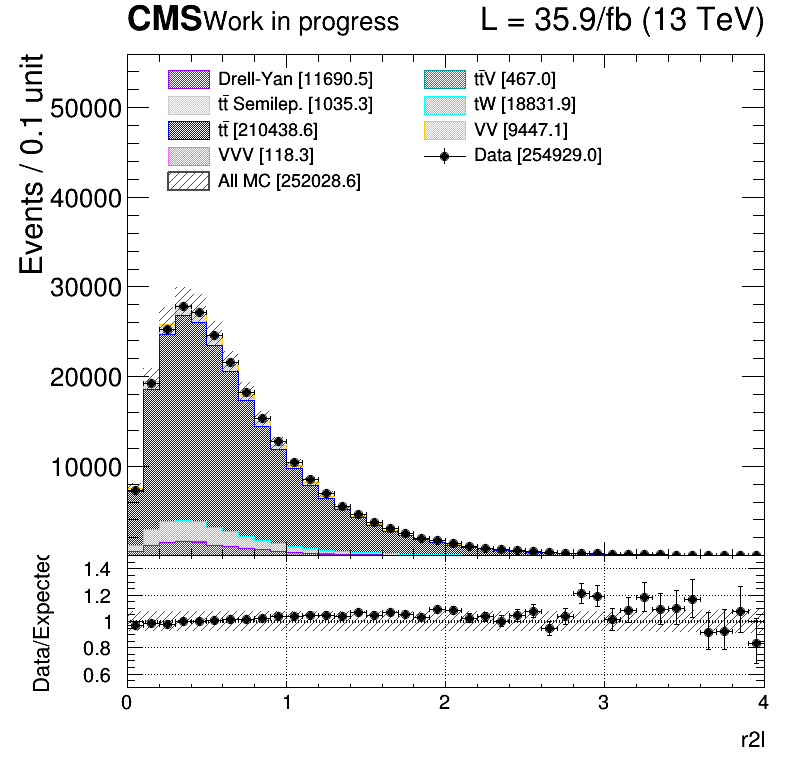 CMS Work in progress L = 35.9/fb (13 TeV)
Events / 0.1 unit
50000
40000
30000
20000
10000
Drell-Yan [11690.5]
tt̄ Semilep. [1035.3]
tt̄ [210438.6]
VVV [118.3]
All MC [252028.6]
tt̄V [467.0]
tW [18831.9]
VV [9447.1]
Data [254929.0]
Data/Expected
1.4
1.2
1
0.8
0.6
0 1 2 3 4
r2l